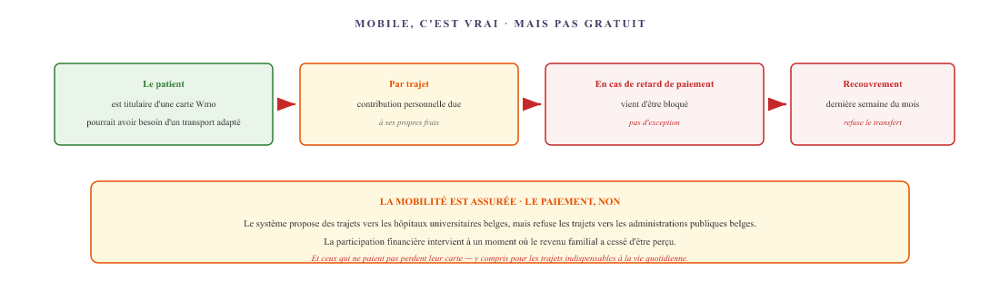 MOBILE, C'EST VRAI · MAIS PAS GRATUIT
Le patient
est titulaire d'une carte Wmo
pourrait avoir besoin d'un transport adapté
Par trajet
contribution personnelle due
à ses propres frais
En cas de retard de paiement
vient d'être bloqué
pas d'exception
Recouvrement
dernière semaine du mois
refuse le transfert
LA MOBILITÉ EST ASSURÉE · LE PAIEMENT, NON
Le système propose des trajets vers les hôpitaux universitaires belges, mais refuse les trajets vers les administrations publiques belges.
La participation financière intervient à un moment où le revenu familial a cessé d'être perçu.
Et ceux qui ne paient pas perdent leur carte — y compris pour les trajets indispensables à la vie quotidienne.